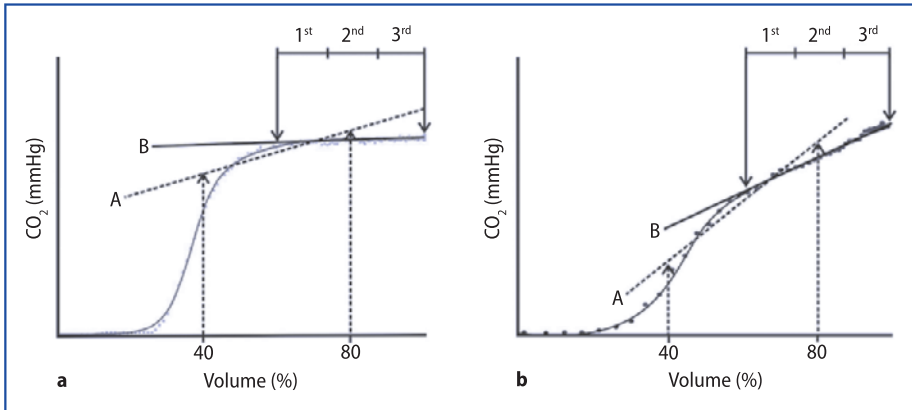 1st 2nd 3rd
CO2 (mmHg)
B
A
40 80
a Volume (%)
1st 2nd 3rd
CO2 (mmHg)
B
A
40 80
b Volume (%)